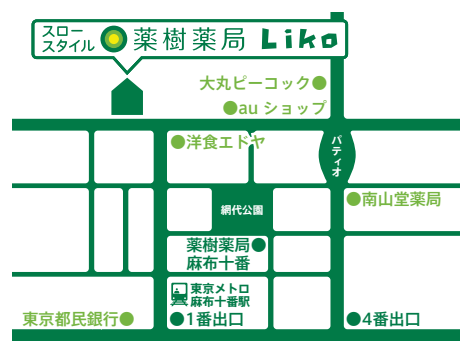 スロー
スタイル
薬樹薬局 Liko
大丸ピーコック●
●auショップ
●洋食エドヤ
パティオ
網代公園
●南山堂薬局
薬樹薬局●
麻布十番
東京メトロ
麻布十番駅
東京都民銀行●
●1番出口
●4番出口